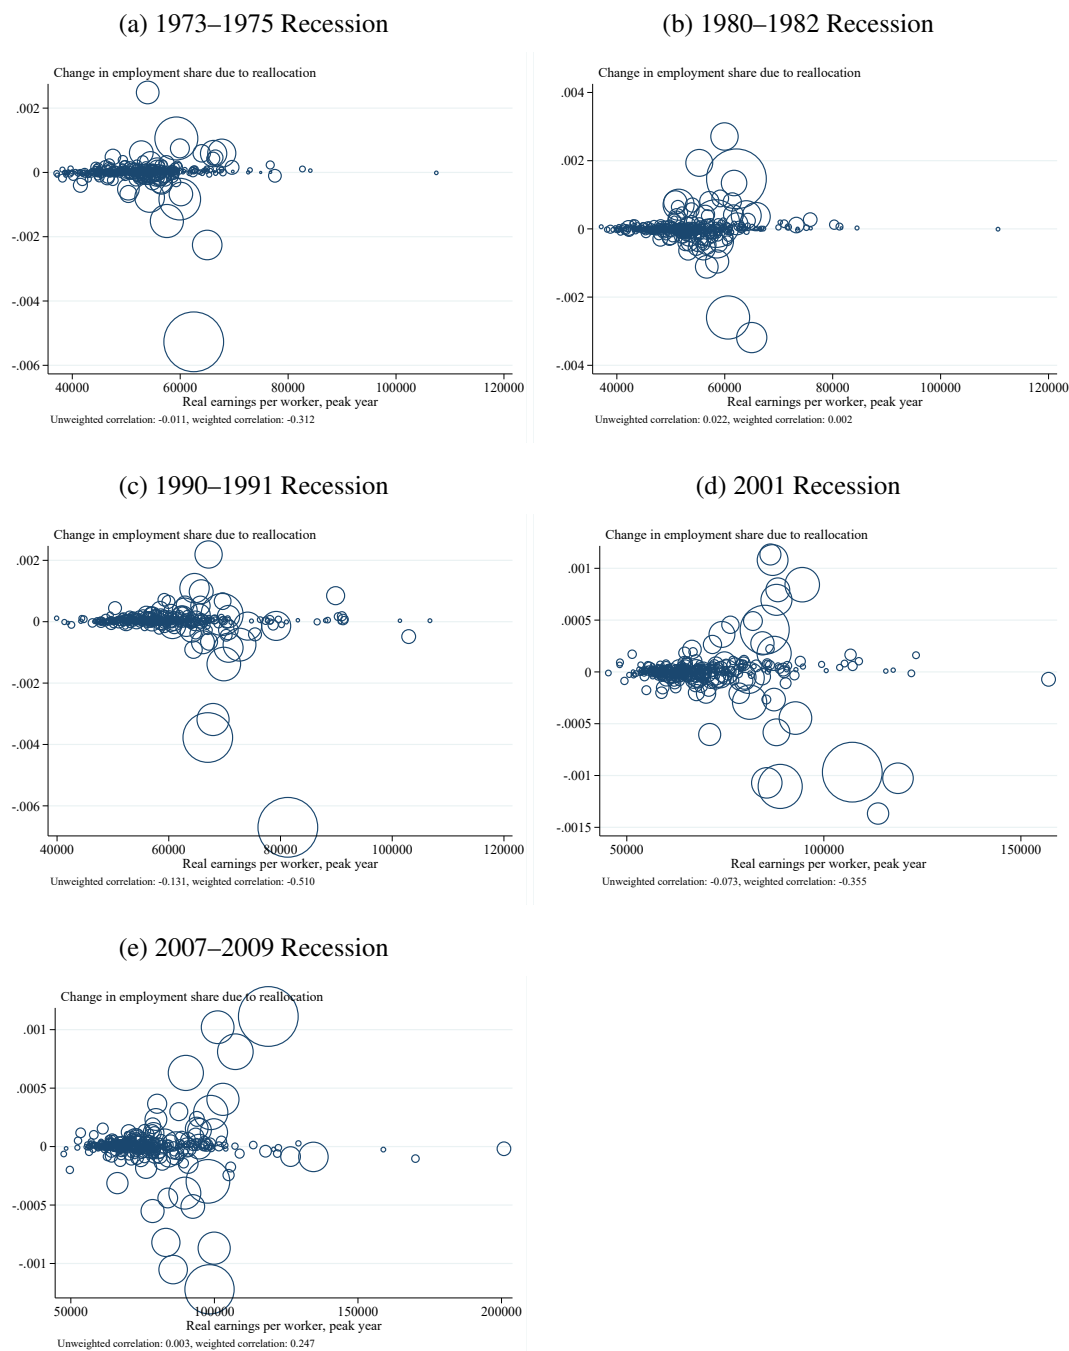 (a) 1973–1975 Recession
Change in employment share due to reallocation
.002
0
-.002
-.004
-.006
40000 60000 80000 100000 120000
Real earnings per worker, peak year
Unweighted correlation: -0.011, weighted correlation: -0.312
(b) 1980–1982 Recession
Change in employment share due to reallocation
.004
.002
0
-.002
-.004
40000 60000 80000 100000 120000
Real earnings per worker, peak year
Unweighted correlation: 0.022, weighted correlation: 0.002
(c) 1990–1991 Recession
Change in employment share due to reallocation
.002
0
-.002
-.004
-.006
40000 60000 80000 100000 120000
Real earnings per worker, peak year
Unweighted correlation: -0.131, weighted correlation: -0.510
(d) 2001 Recession
Change in employment share due to reallocation
.001
.0005
0
-.0005
-.001
-.0015
50000 100000 150000
Real earnings per worker, peak year
Unweighted correlation: -0.073, weighted correlation: -0.355
(e) 2007–2009 Recession
Change in employment share due to reallocation
.001
.0005
0
-.0005
-.001
50000 100000 150000 200000
Real earnings per worker, peak year
Unweighted correlation: 0.003, weighted correlation: 0.247